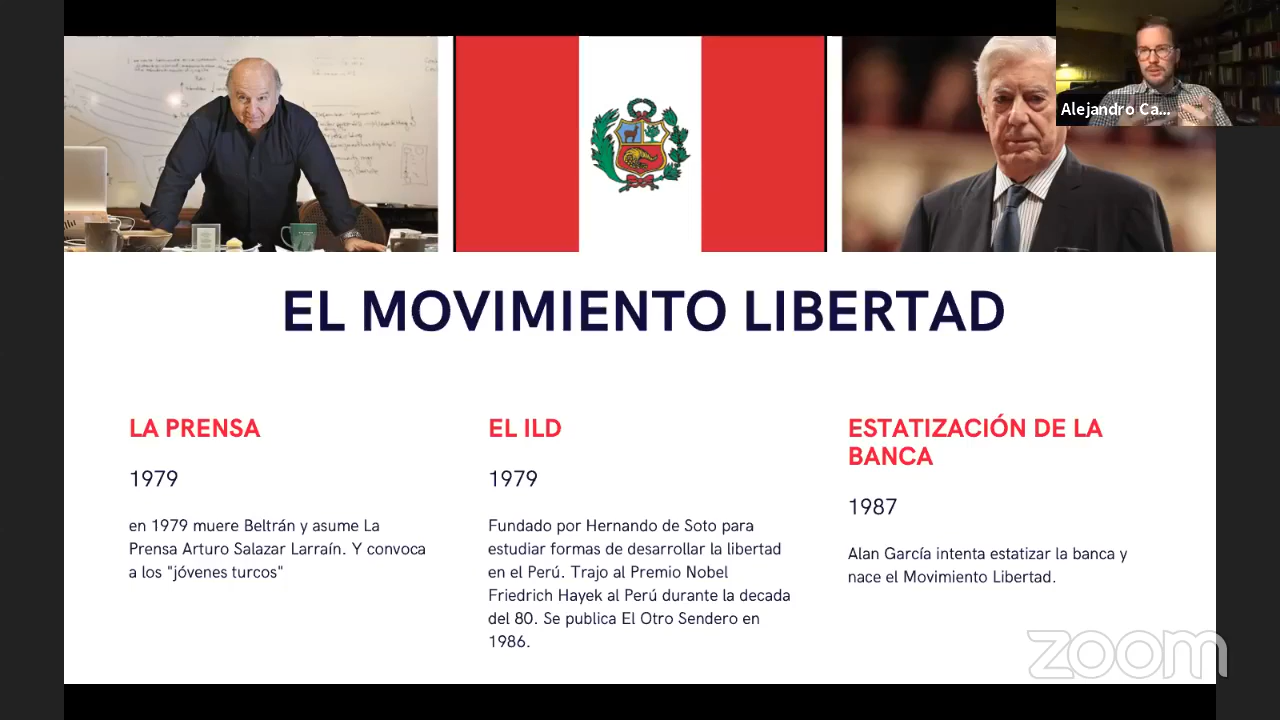 Alejandro Ca...
EL MOVIMIENTO LIBERTAD
LA PRENSA
1979
en 1979 muere Beltrán y asume La
Prensa Arturo Salazar Larraín. Y convoca
a los "jóvenes turcos"
EL ILD
1979
Fundado por Hernando de Soto para
estudiar formas de desarrollar la libertad
en el Perú. Trajo al Premio Nobel
Friedrich Hayek al Perú durante la decada
del 80. Se publica El Otro Sendero en
1986.
ESTATIZACIÓN DE LA
BANCA
1987
Alan García intenta estatizar la banca y
nace el Movimiento Libertad.
zoom